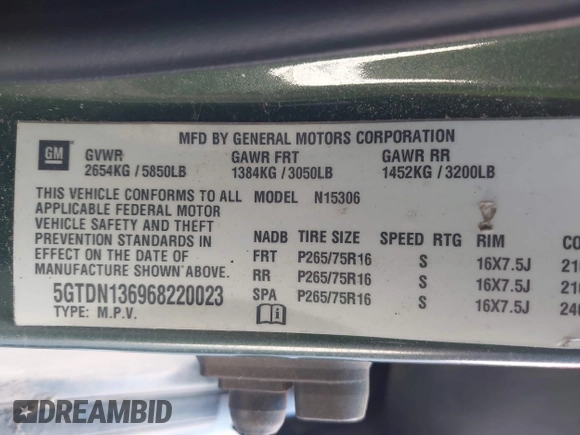 MFD BY GENERAL MOTORS CORPORATION
GM
GVWR GAWR FRT GAWR RR
2654KG / 5850LB 1384KG / 3050LB 1452KG / 3200LB
THIS VEHICLE CONFORMS TO ALL
APPLICABLE FEDERAL MOTOR
VEHICLE SAFETY AND THEFT
PREVENTION STANDARDS IN
EFFECT ON THE DATE OF
MANUFACTURE SHOWN ABOVE.
5GTDN136968220023
TYPE: M.P.V.
MODEL N15306
NADB TIRE SIZE SPEED RTG RIM
FRT P265/75R16 S 16X7.5J
RR P265/75R16 S 16X7.5J
SPA P265/75R16 S 16X7.5J
DREAMBID